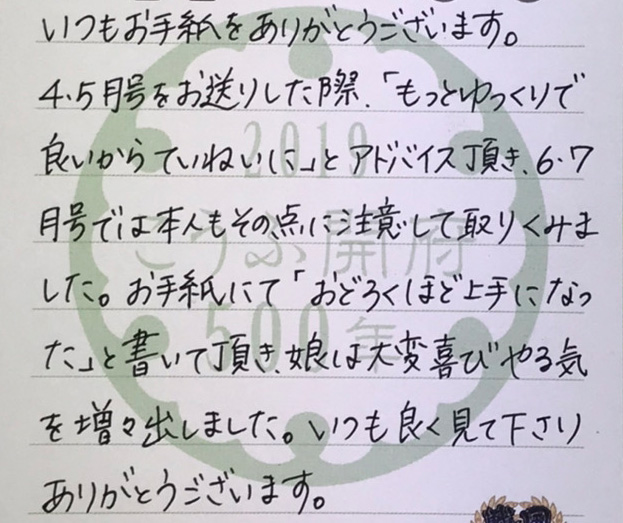 いつもお手紙をありがとうございます。
4・5月号をお送りした際、「もっとゆっくりで
良いからていねいに」とアドバイス頂き、6・7
月号では本人もその点に注意して取りくみま
した。お手紙にて「おどろくほど上手になっ
た」と書いて頂き、娘は大変喜びやる気
を増々出しました。いつも良く見て下さり
ありがとうございます。
2019
こうふ開府
500年